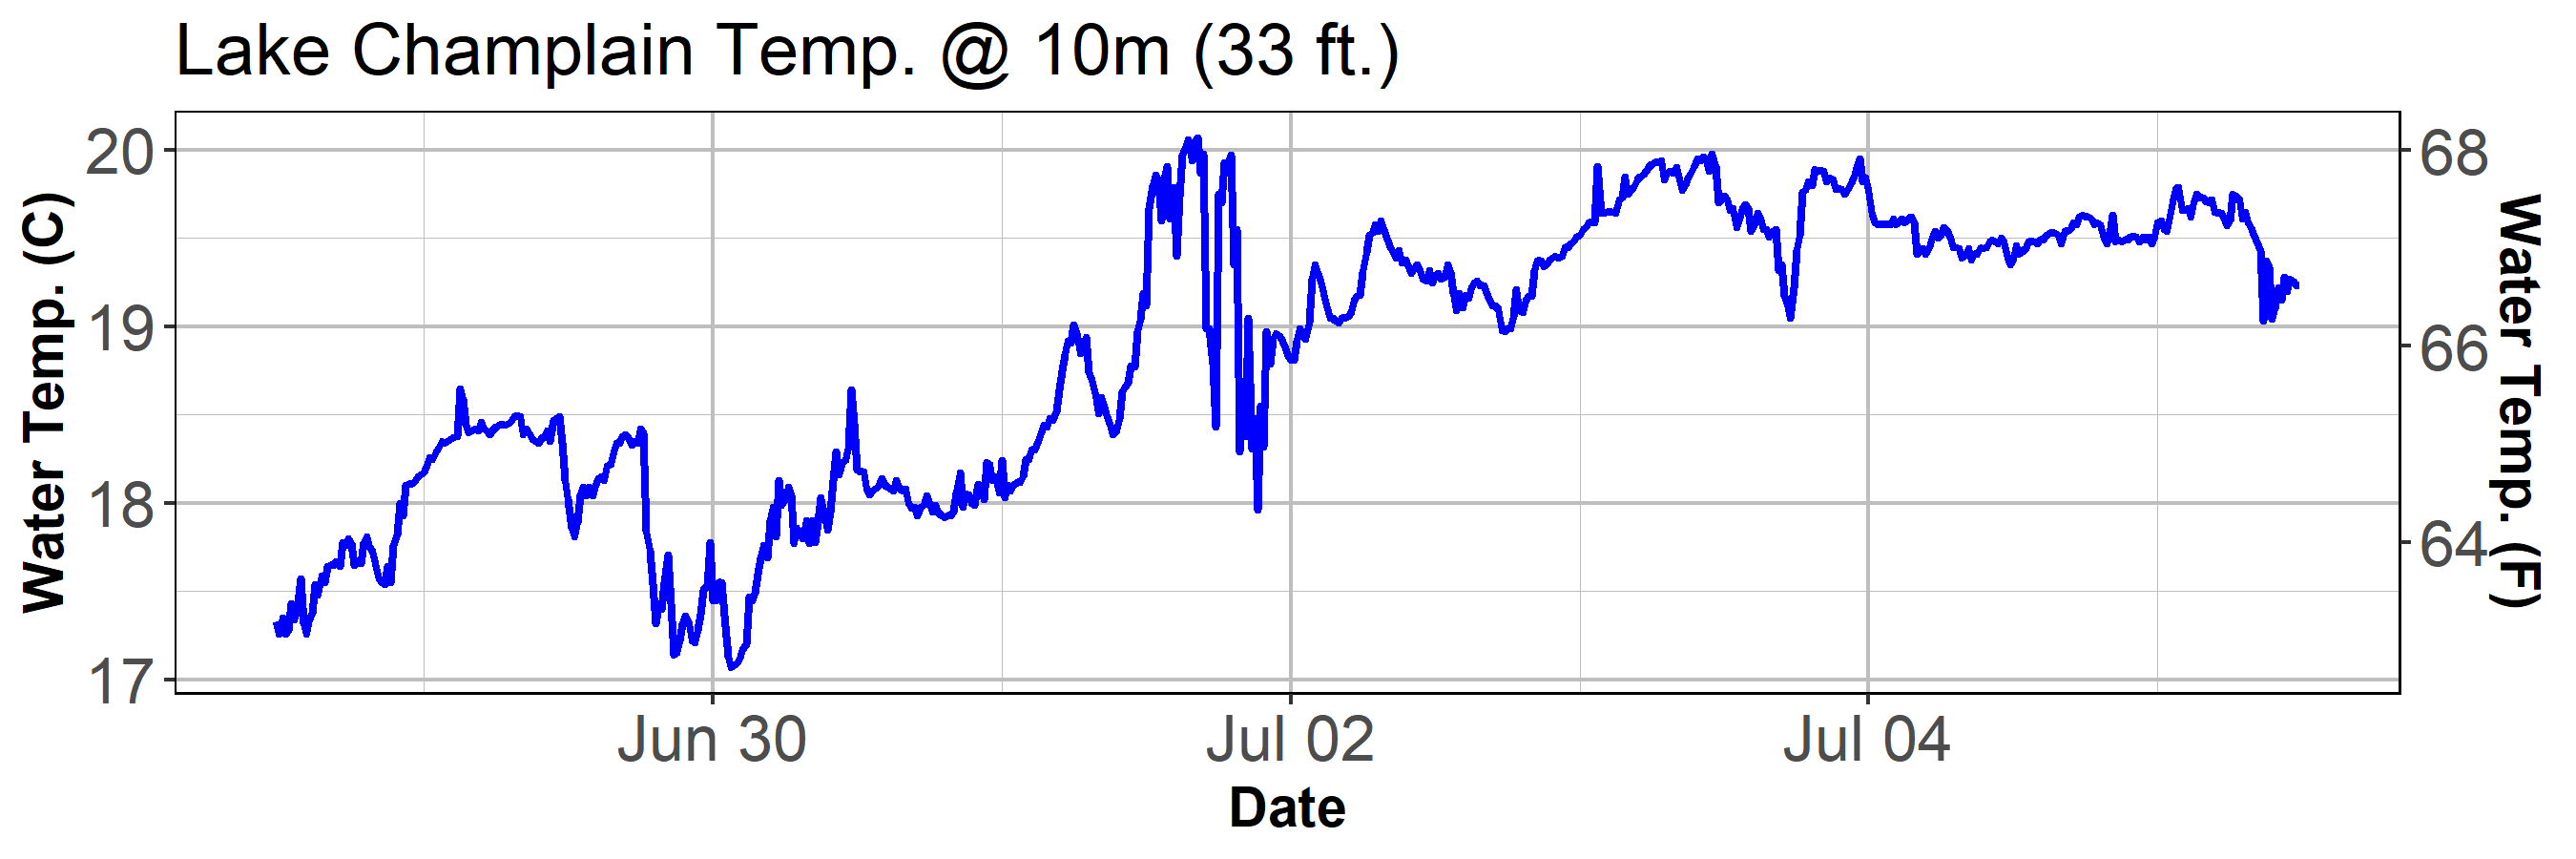 Lake Champlain Temp. @ 10m (33 ft.)
Water Temp. (C)
20
19
18
17
68
66
64
Water Temp. (F)
Jun 30
Jul 02
Jul 04
Date